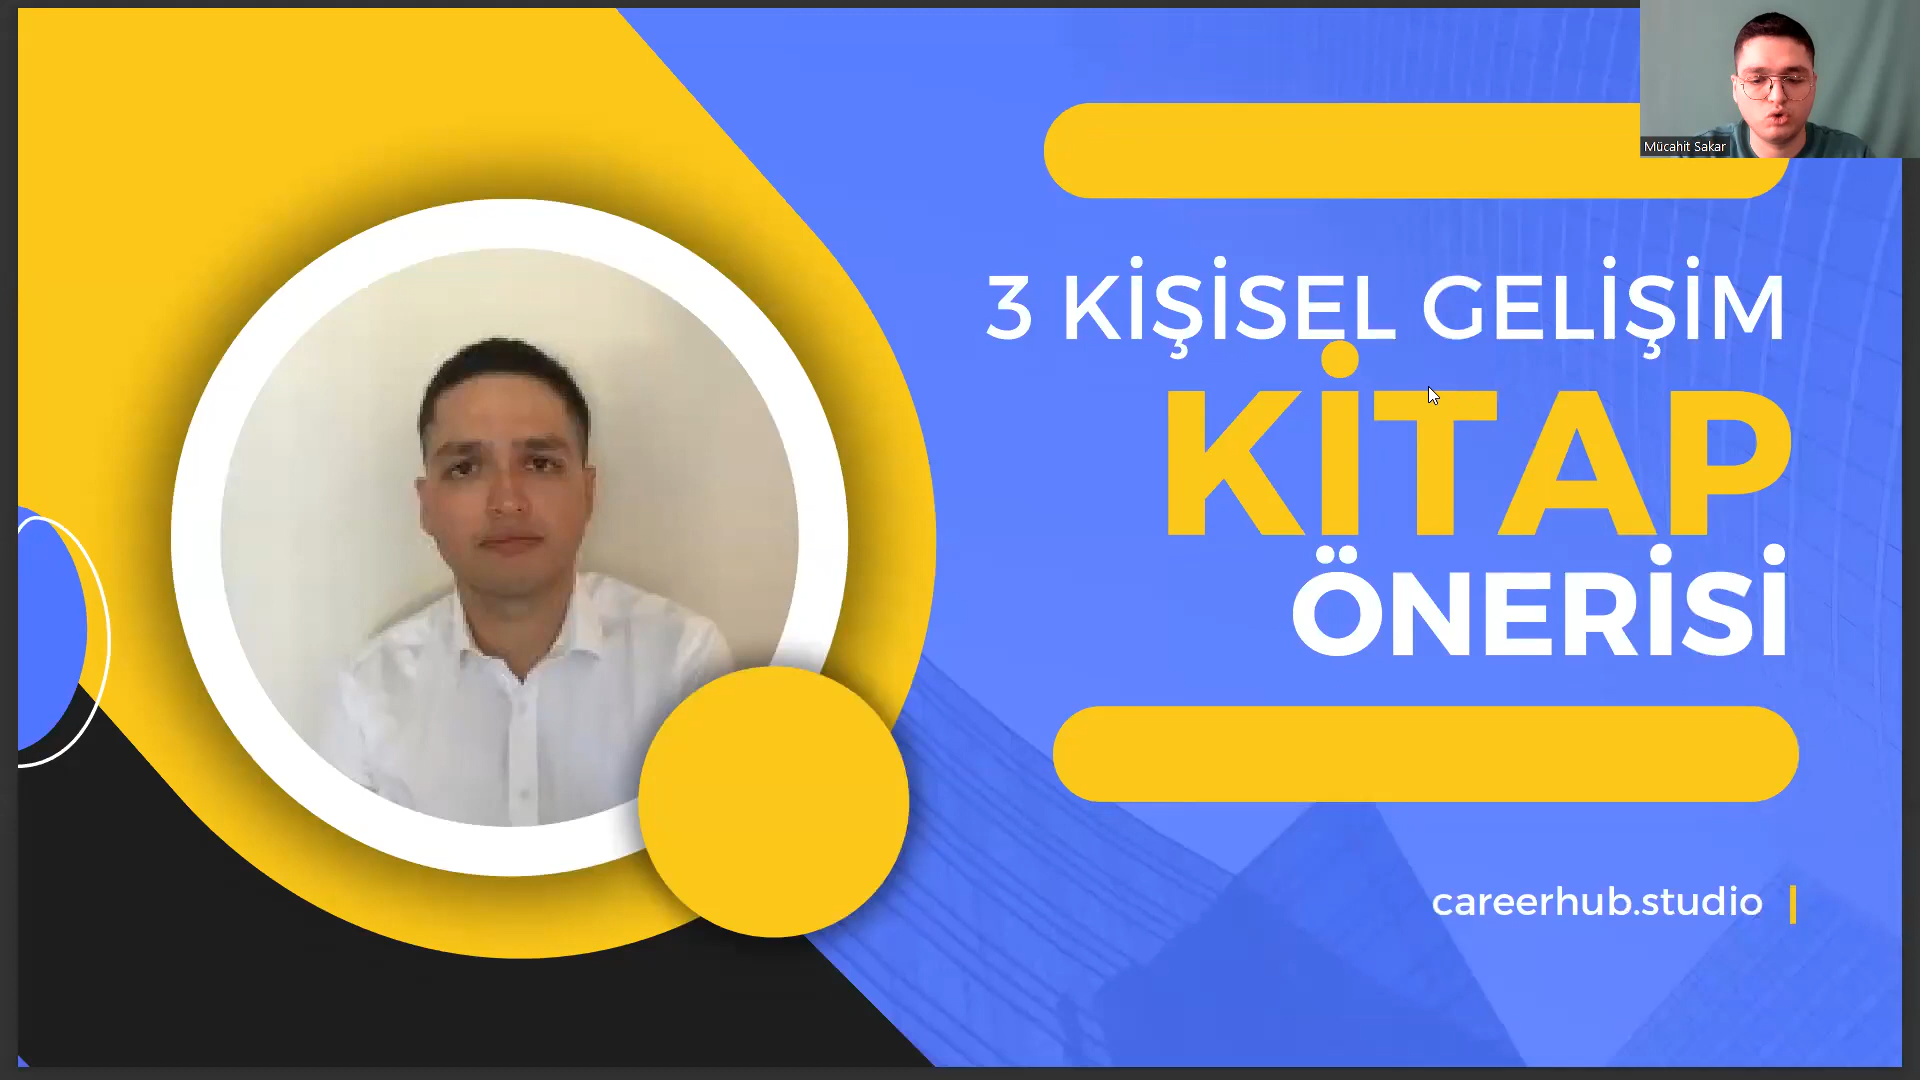 Mücahit Sakar
3 KİŞİSEL GELİŞİM
KİTAP
ÖNERİSİ
careerhub.studio